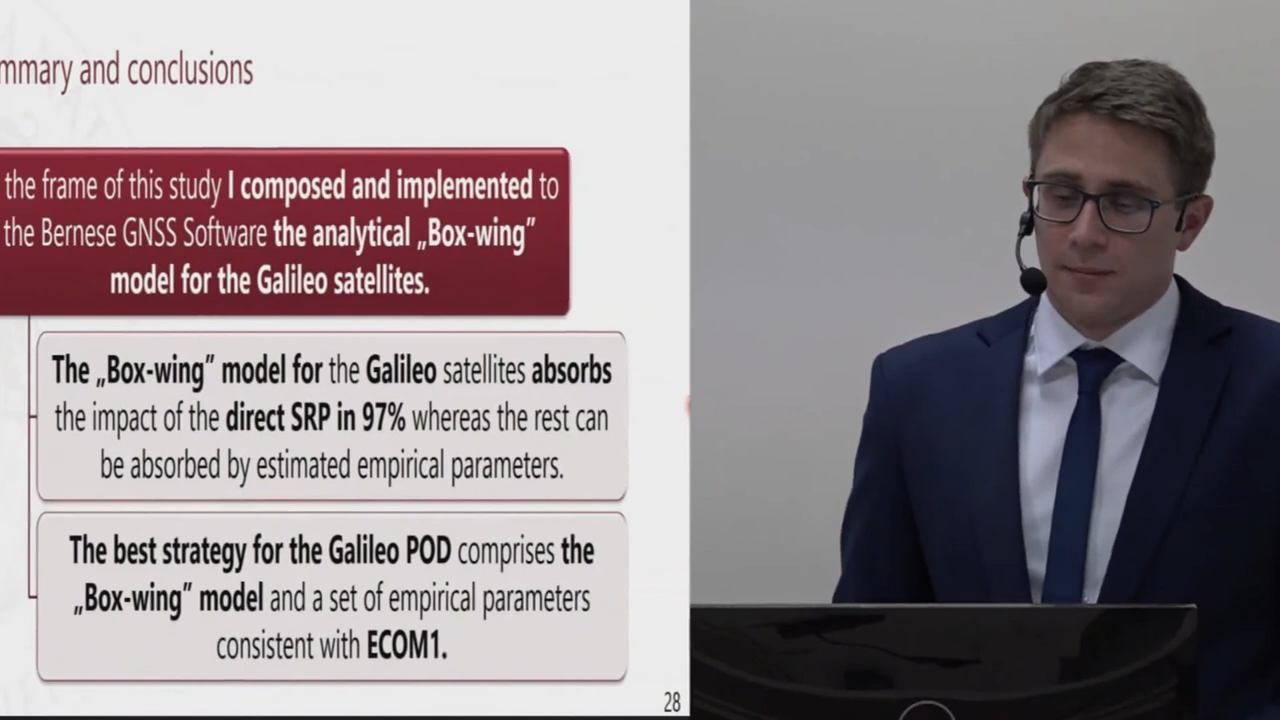 mmary and conclusions
the frame of this study I composed and implemented to
the Bernese GNSS Software the analytical „Box-wing”
model for the Galileo satellites.
The „Box-wing” model for the Galileo satellites absorbs
the impact of the direct SRP in 97% whereas the rest can
be absorbed by estimated empirical parameters.
The best strategy for the Galileo POD comprises the
„Box-wing” model and a set of empirical parameters
consistent with ECOM1.
28